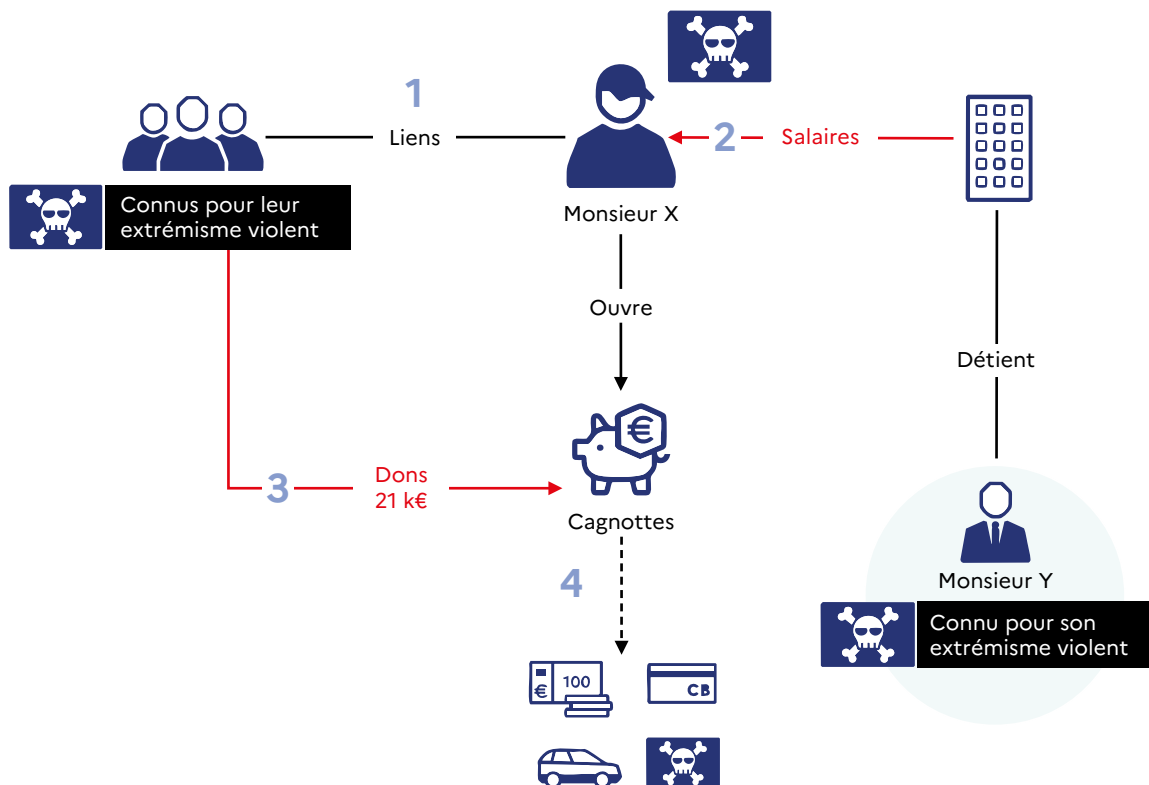 1
Liens
2
Salaires
Connus pour leur
extrémisme violent
Monsieur X
Ouvre
Détient
€
3
Dons
21 k€
Cagnottes
4
Monsieur Y
Connu pour son
extrémisme violent
€
100
CB